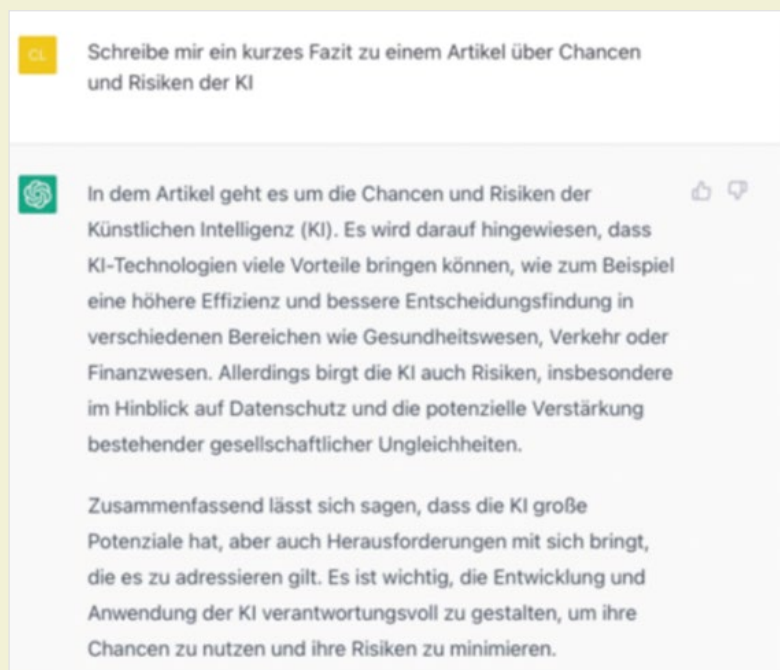 CL
Schreibe mir ein kurzes Fazit zu einem Artikel über Chancen
und Risiken der KI
In dem Artikel geht es um die Chancen und Risiken der
Künstlichen Intelligenz (KI). Es wird darauf hingewiesen, dass
KI-Technologien viele Vorteile bringen können, wie zum Beispiel
eine höhere Effizienz und bessere Entscheidungsfindung in
verschiedenen Bereichen wie Gesundheitswesen, Verkehr oder
Finanzwesen. Allerdings birgt die KI auch Risiken, insbesondere
im Hinblick auf Datenschutz und die potenzielle Verstärkung
bestehender gesellschaftlicher Ungleichheiten.
Zusammenfassend lässt sich sagen, dass die KI große
Potenziale hat, aber auch Herausforderungen mit sich bringt,
die es zu adressieren gilt. Es ist wichtig, die Entwicklung und
Anwendung der KI verantwortungsvoll zu gestalten, um ihre
Chancen zu nutzen und ihre Risiken zu minimieren.